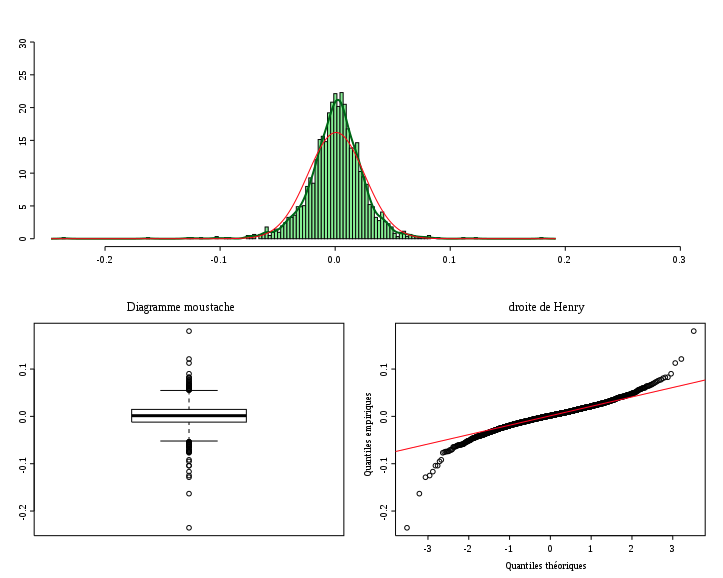 30
25
20
15
10
5
0
-0.2 -0.1 0.0 0.1 0.2 0.3
Diagramme moustache
0.1
0.0
-0.1
-0.2
droite de Henry
Quantiles empiriques
0.1
0.0
-0.1
-0.2
-3 -2 -1 0 1 2 3
Quantiles théoriques